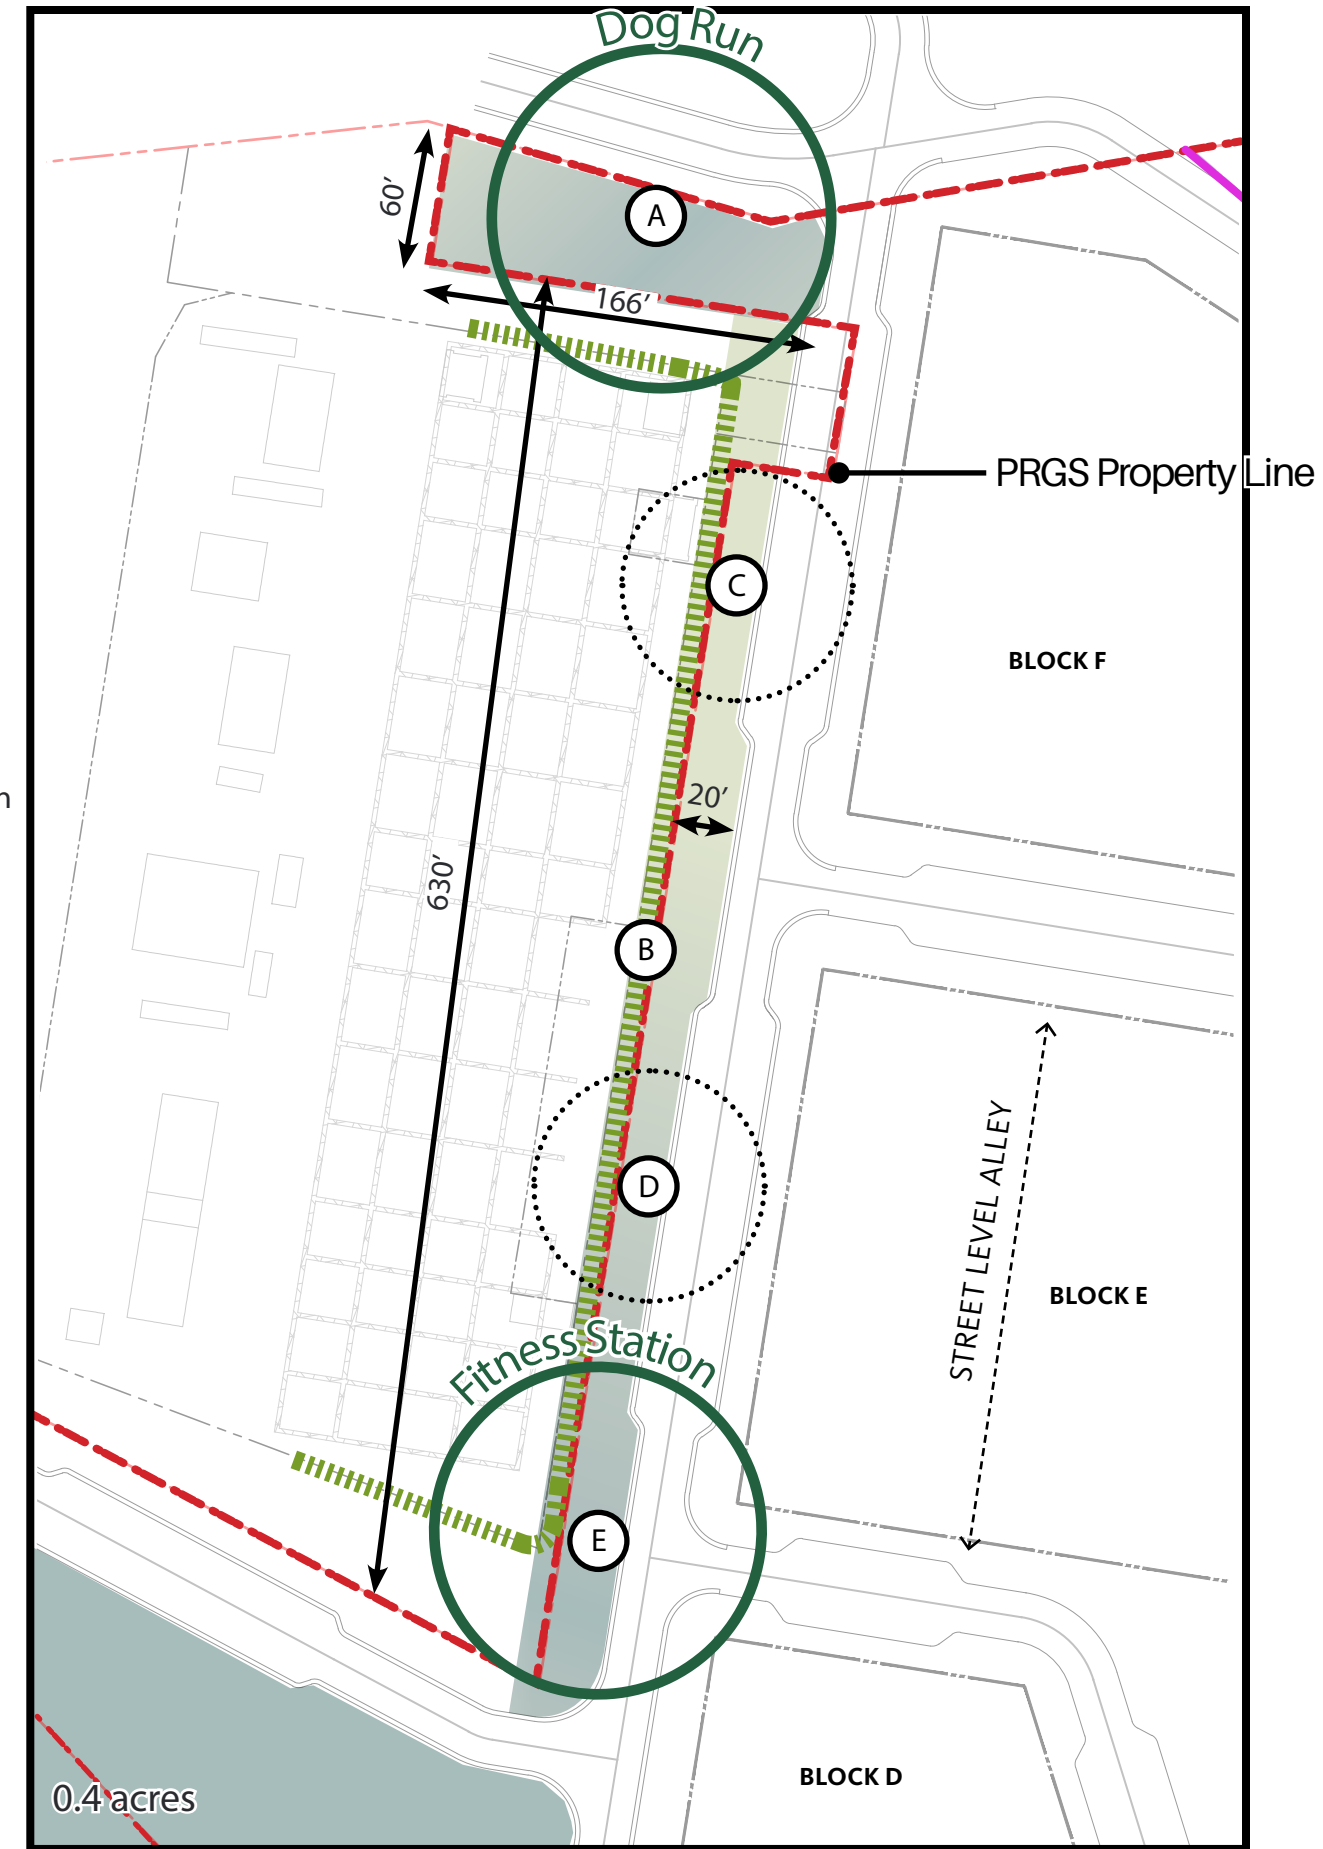 Dog Run
A
60’
166’
PRGS Property Line
C
BLOCK F
20’
n
630’
B
STREET LEVEL ALLEY
D
BLOCK E
Fitness Station
E
BLOCK D
0.4 acres